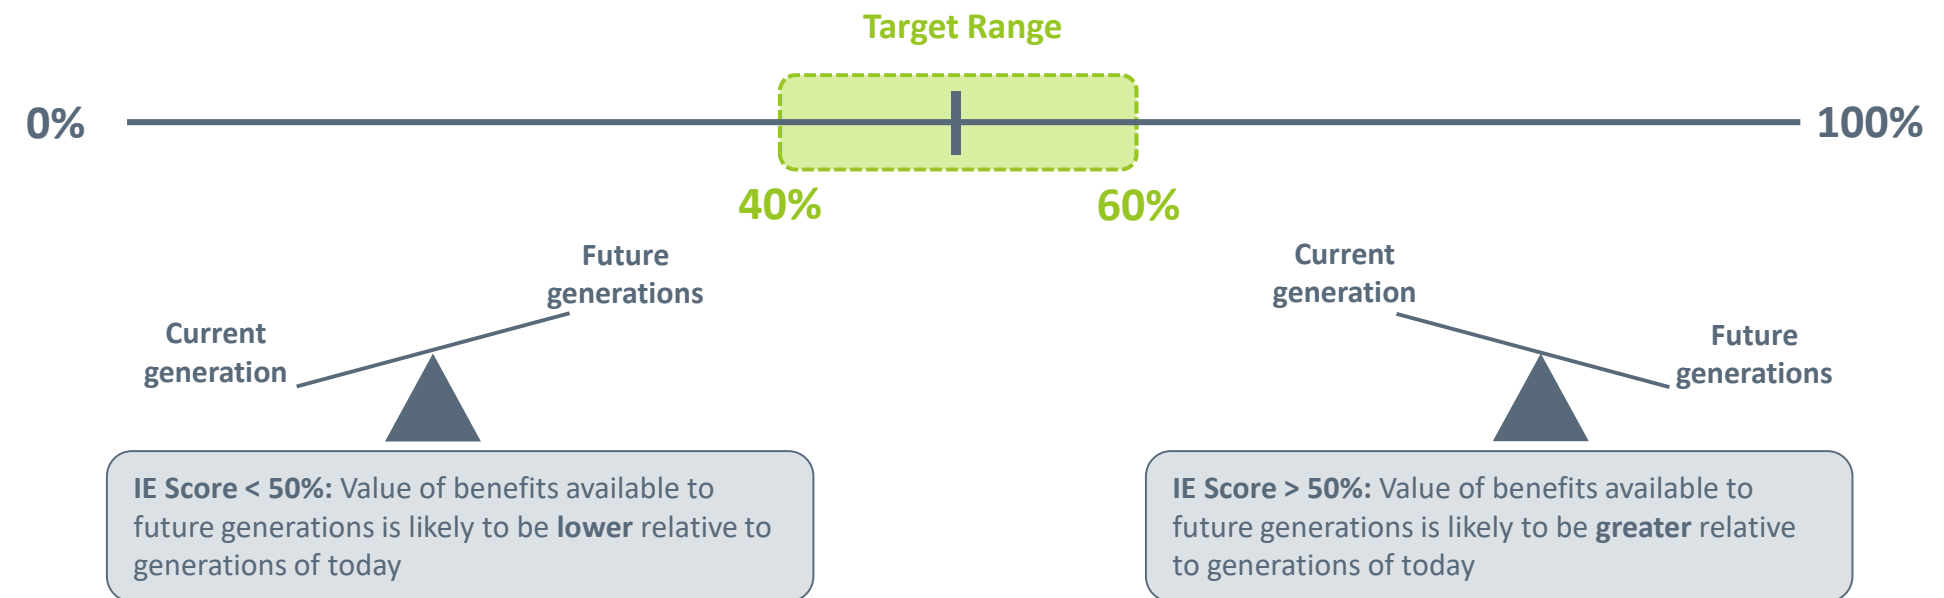 Target Range
0%
100%
40%
60%
Future
generations
Current
generation
Current
generation
Future
generations
IE Score < 50%: Value of benefits available to
future generations is likely to be lower relative to
generations of today
IE Score > 50%: Value of benefits available to
future generations is likely to be greater relative
to generations of today